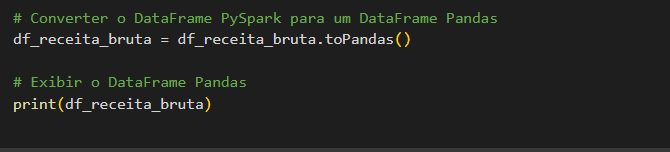 # Converter o DataFrame PySpark para um DataFrame Pandas
df_receita_bruta = df_receita_bruta.toPandas()
# Exibir o DataFrame Pandas
print(df_receita_bruta)